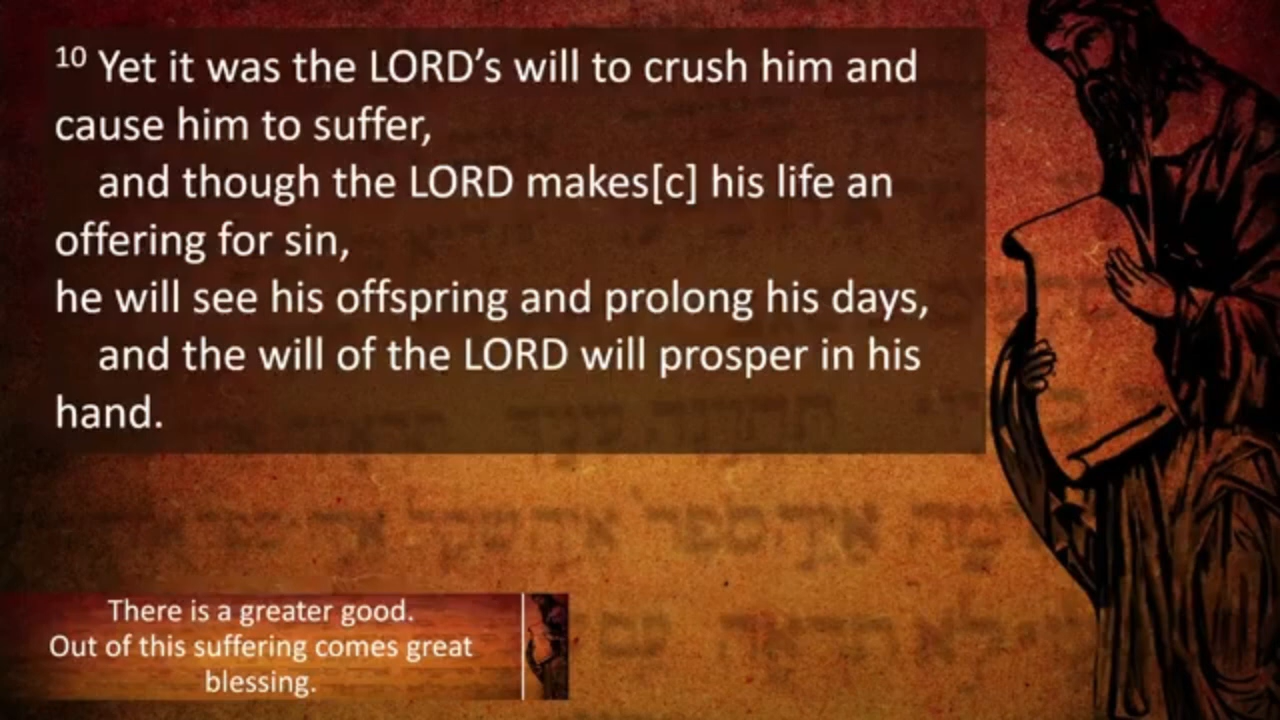 10 Yet it was the LORD’s will to crush him and
cause him to suffer,
and though the LORD makes[c] his life an
offering for sin,
he will see his offspring and prolong his days,
and the will of the LORD will prosper in his
hand.
There is a greater good.
Out of this suffering comes great
blessing.